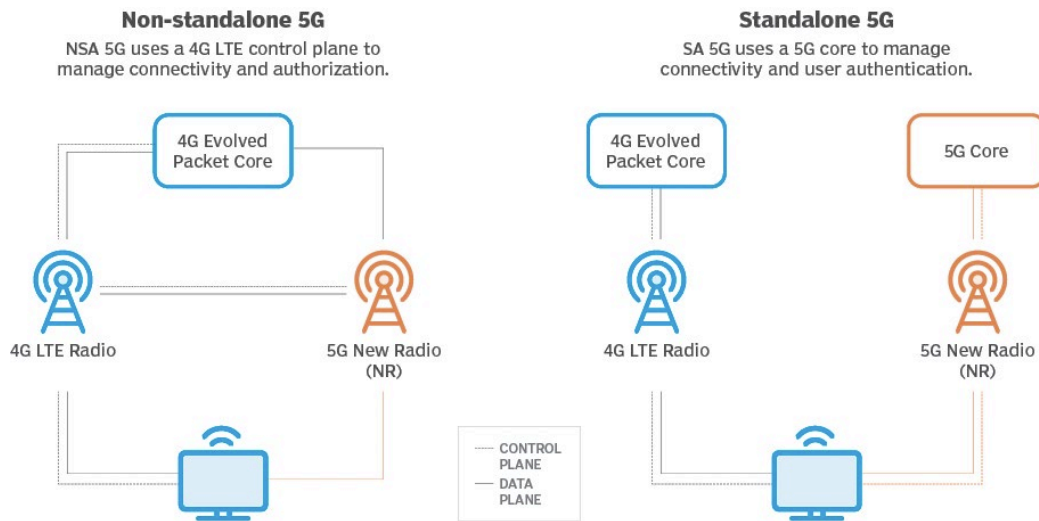 Non-standalone 5G
NSA 5G uses a 4G LTE control plane to
manage connectivity and authorization.
4G Evolved
Packet Core
4G LTE Radio
5G New Radio
(NR)
CONTROL
PLANE
DATA
PLANE
Standalone 5G
SA 5G uses a 5G core to manage
connectivity and user authentication.
4G Evolved
Packet Core
5G Core
4G LTE Radio
5G New Radio
(NR)